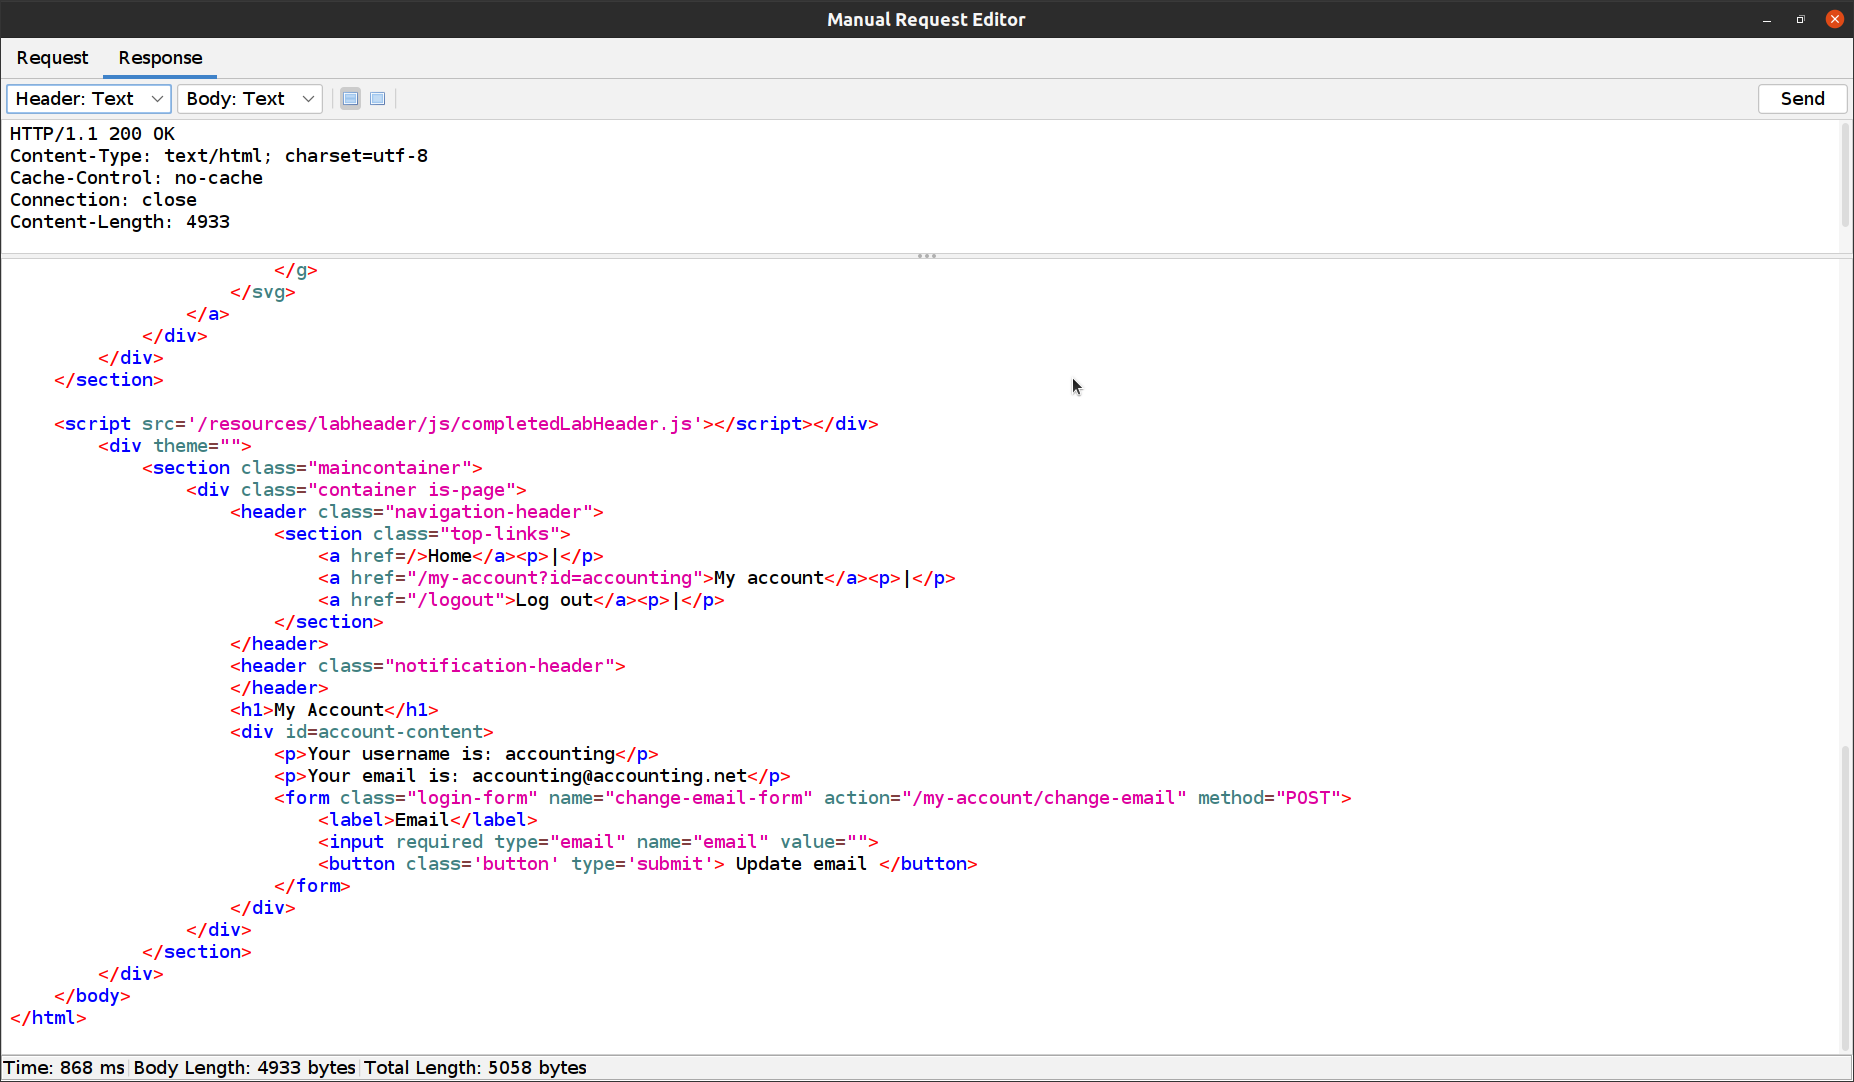 Manual Request Editor
Request Response
Header: Text Body: Text Send
HTTP/1.1 200 OK
Content-Type: text/html; charset=utf-8
Cache-Control: no-cache
Connection: close
Content-Length: 4933
                        </g>
                    </svg>
                </a>
            </div>
        </div>
    </section>

    <script src='/resources/labheader/js/completedLabHeader.js'></script></div>
        <div theme="">
            <section class="maincontainer">
                <div class="container is-page">
                    <header class="navigation-header">
                        <section class="top-links">
                            <a href=/>Home</a><p>|</p>
                            <a href="/my-account?id=accounting">My account</a><p>|</p>
                            <a href="/logout">Log out</a><p>|</p>
                        </section>
                    </header>
                    <header class="notification-header">
                    </header>
                    <h1>My Account</h1>
                    <div id=account-content>
                        <p>Your username is: accounting</p>
                        <p>Your email is: accounting@accounting.net</p>
                        <form class="login-form" name="change-email-form" action="/my-account/change-email" method="POST">
                            <label>Email</label>
                            <input required type="email" name="email" value="">
                            <button class='button' type='submit'> Update email </button>
                        </form>
                    </div>
                </div>
            </section>
        </div>
    </body>
</html>
Time: 868 ms Body Length: 4933 bytes Total Length: 5058 bytes